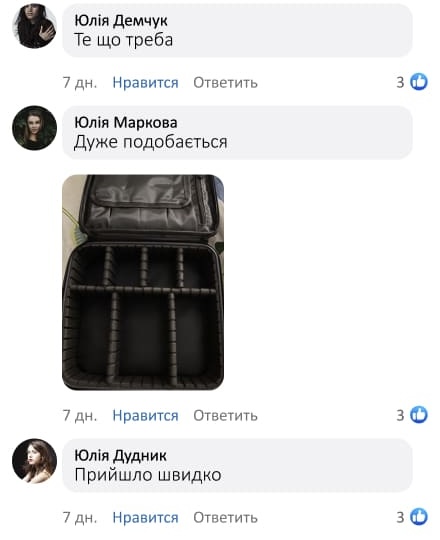 Юлія Демчук
Те що треба
7 дн. Нравится Ответить 3
Юлія Маркова
Дуже подобається
7 дн. Нравится Ответить 3
Юлія Дудник
Прийшло швидко
7 дн. Нравится Ответить 3